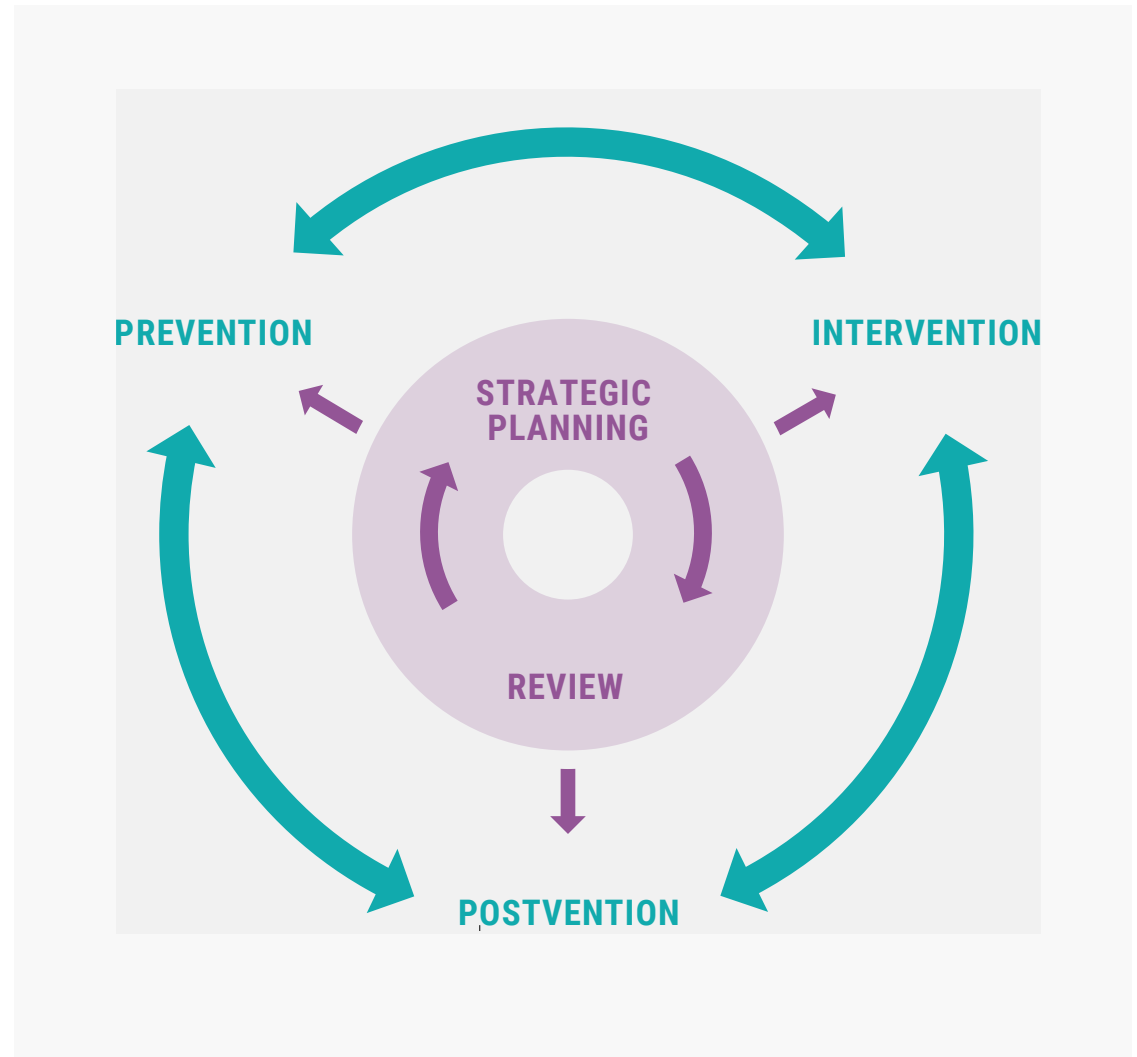 PREVENTION
INTERVENTION
STRATEGIC
PLANNING
REVIEW
POSTVENTION